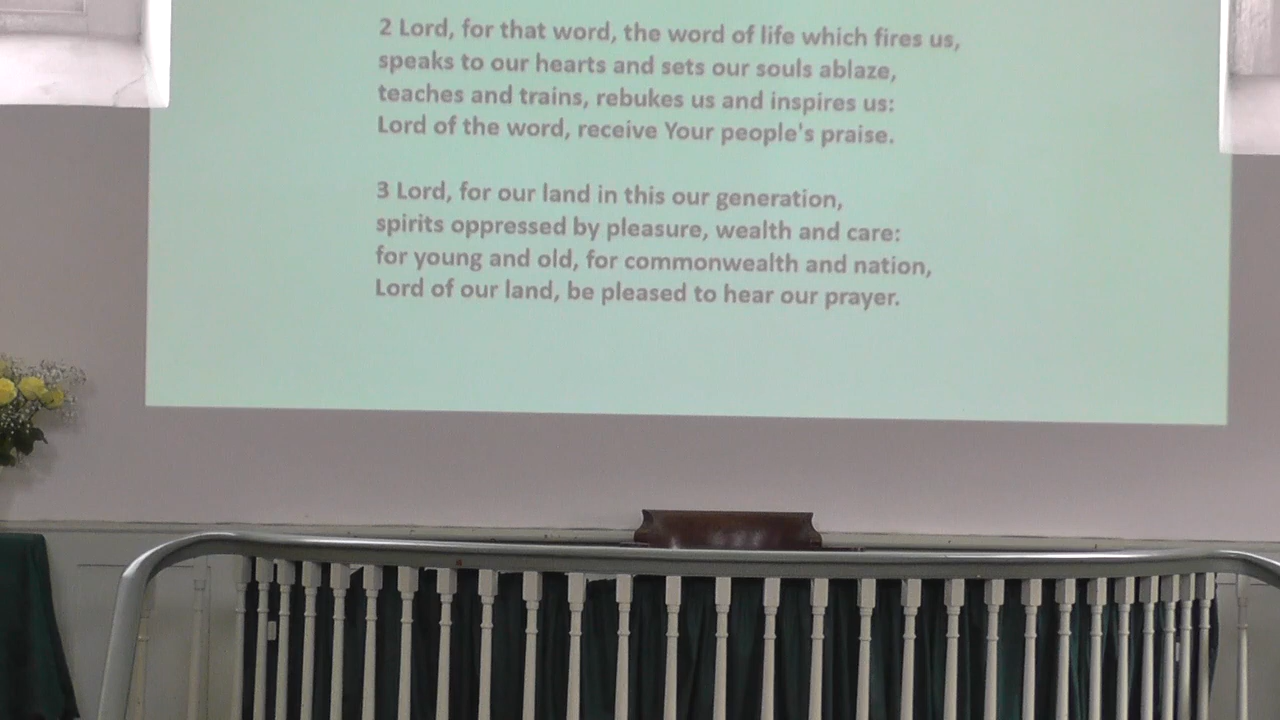 2 Lord, for that word, the word of life which fires us,
speaks to our hearts and sets our souls ablaze,
teaches and trains, rebukes us and inspires us:
Lord of the word, receive Your people's praise.
3 Lord, for our land in this our generation,
spirits oppressed by pleasure, wealth and care:
for young and old, for commonwealth and nation,
Lord of our land, be pleased to hear our prayer.